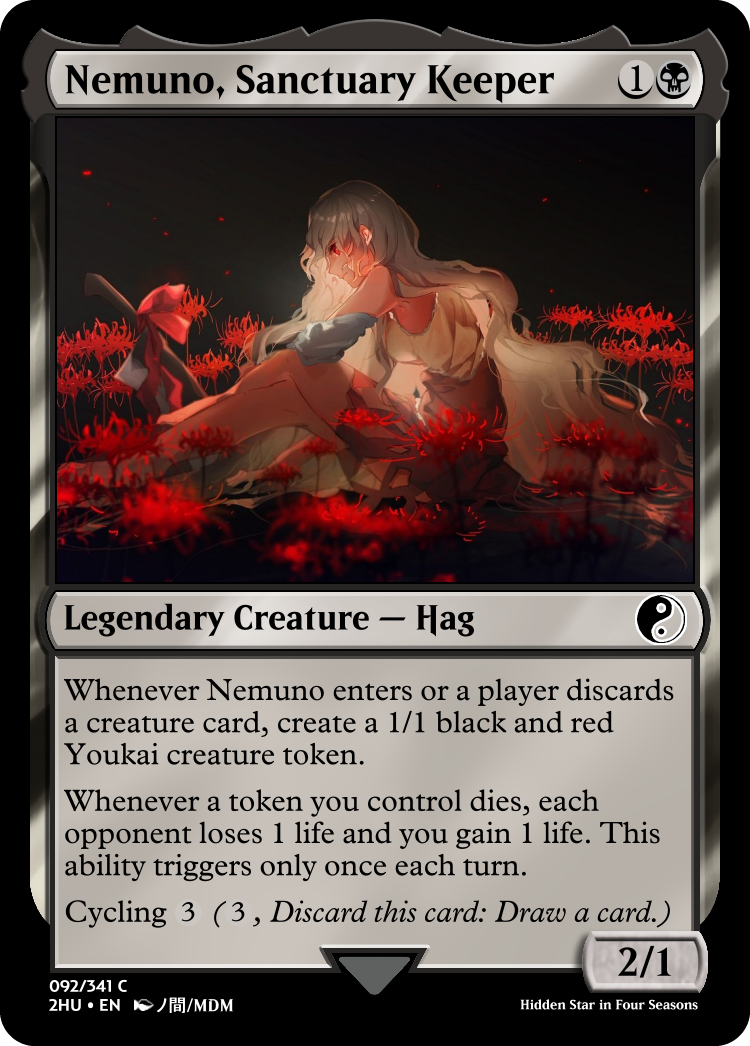 Nemuno, Sanctuary Keeper 1
Legendary Creature — Hag
Whenever Nemuno enters or a player discards
a creature card, create a 1/1 black and red
Youkai creature token.
Whenever a token you control dies, each
opponent loses 1 life and you gain 1 life. This
ability triggers only once each turn.
Cycling 3 (3, Discard this card: Draw a card.)
2/1
092/341 C
2HU • EN ノ間/MDM
Hidden Star in Four Seasons